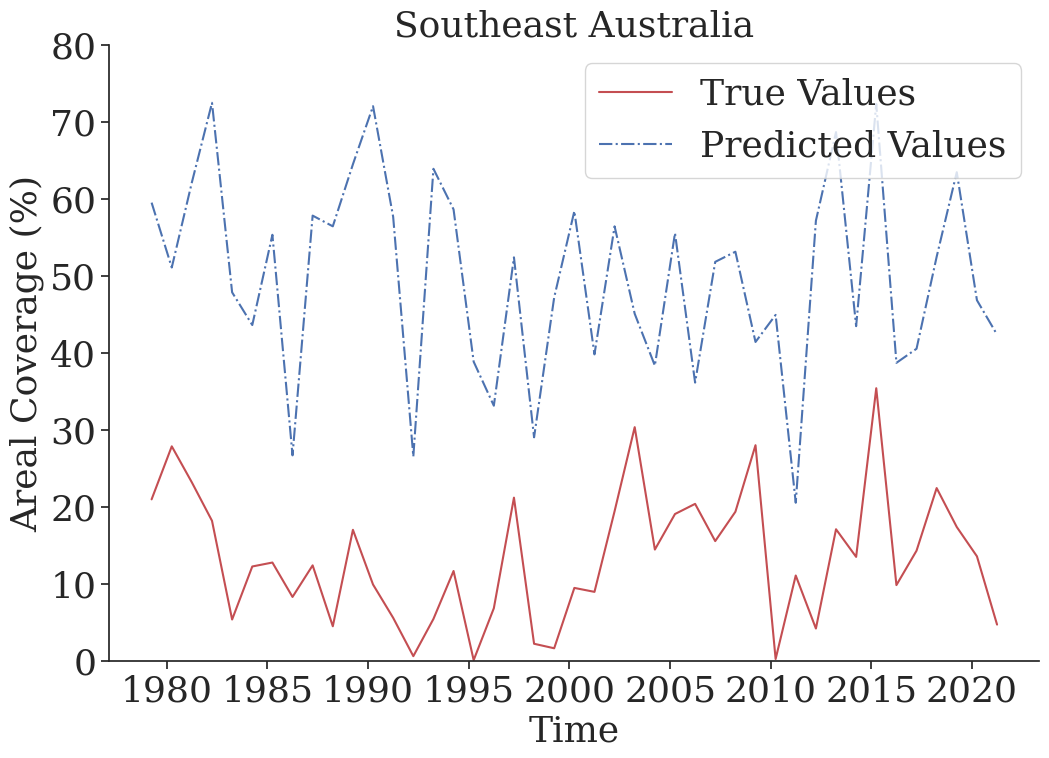 Southeast Australia
True Values
Predicted Values
Areal Coverage (%)
80
70
60
50
40
30
20
10
0
1980 1985 1990 1995 2000 2005 2010 2015 2020
Time